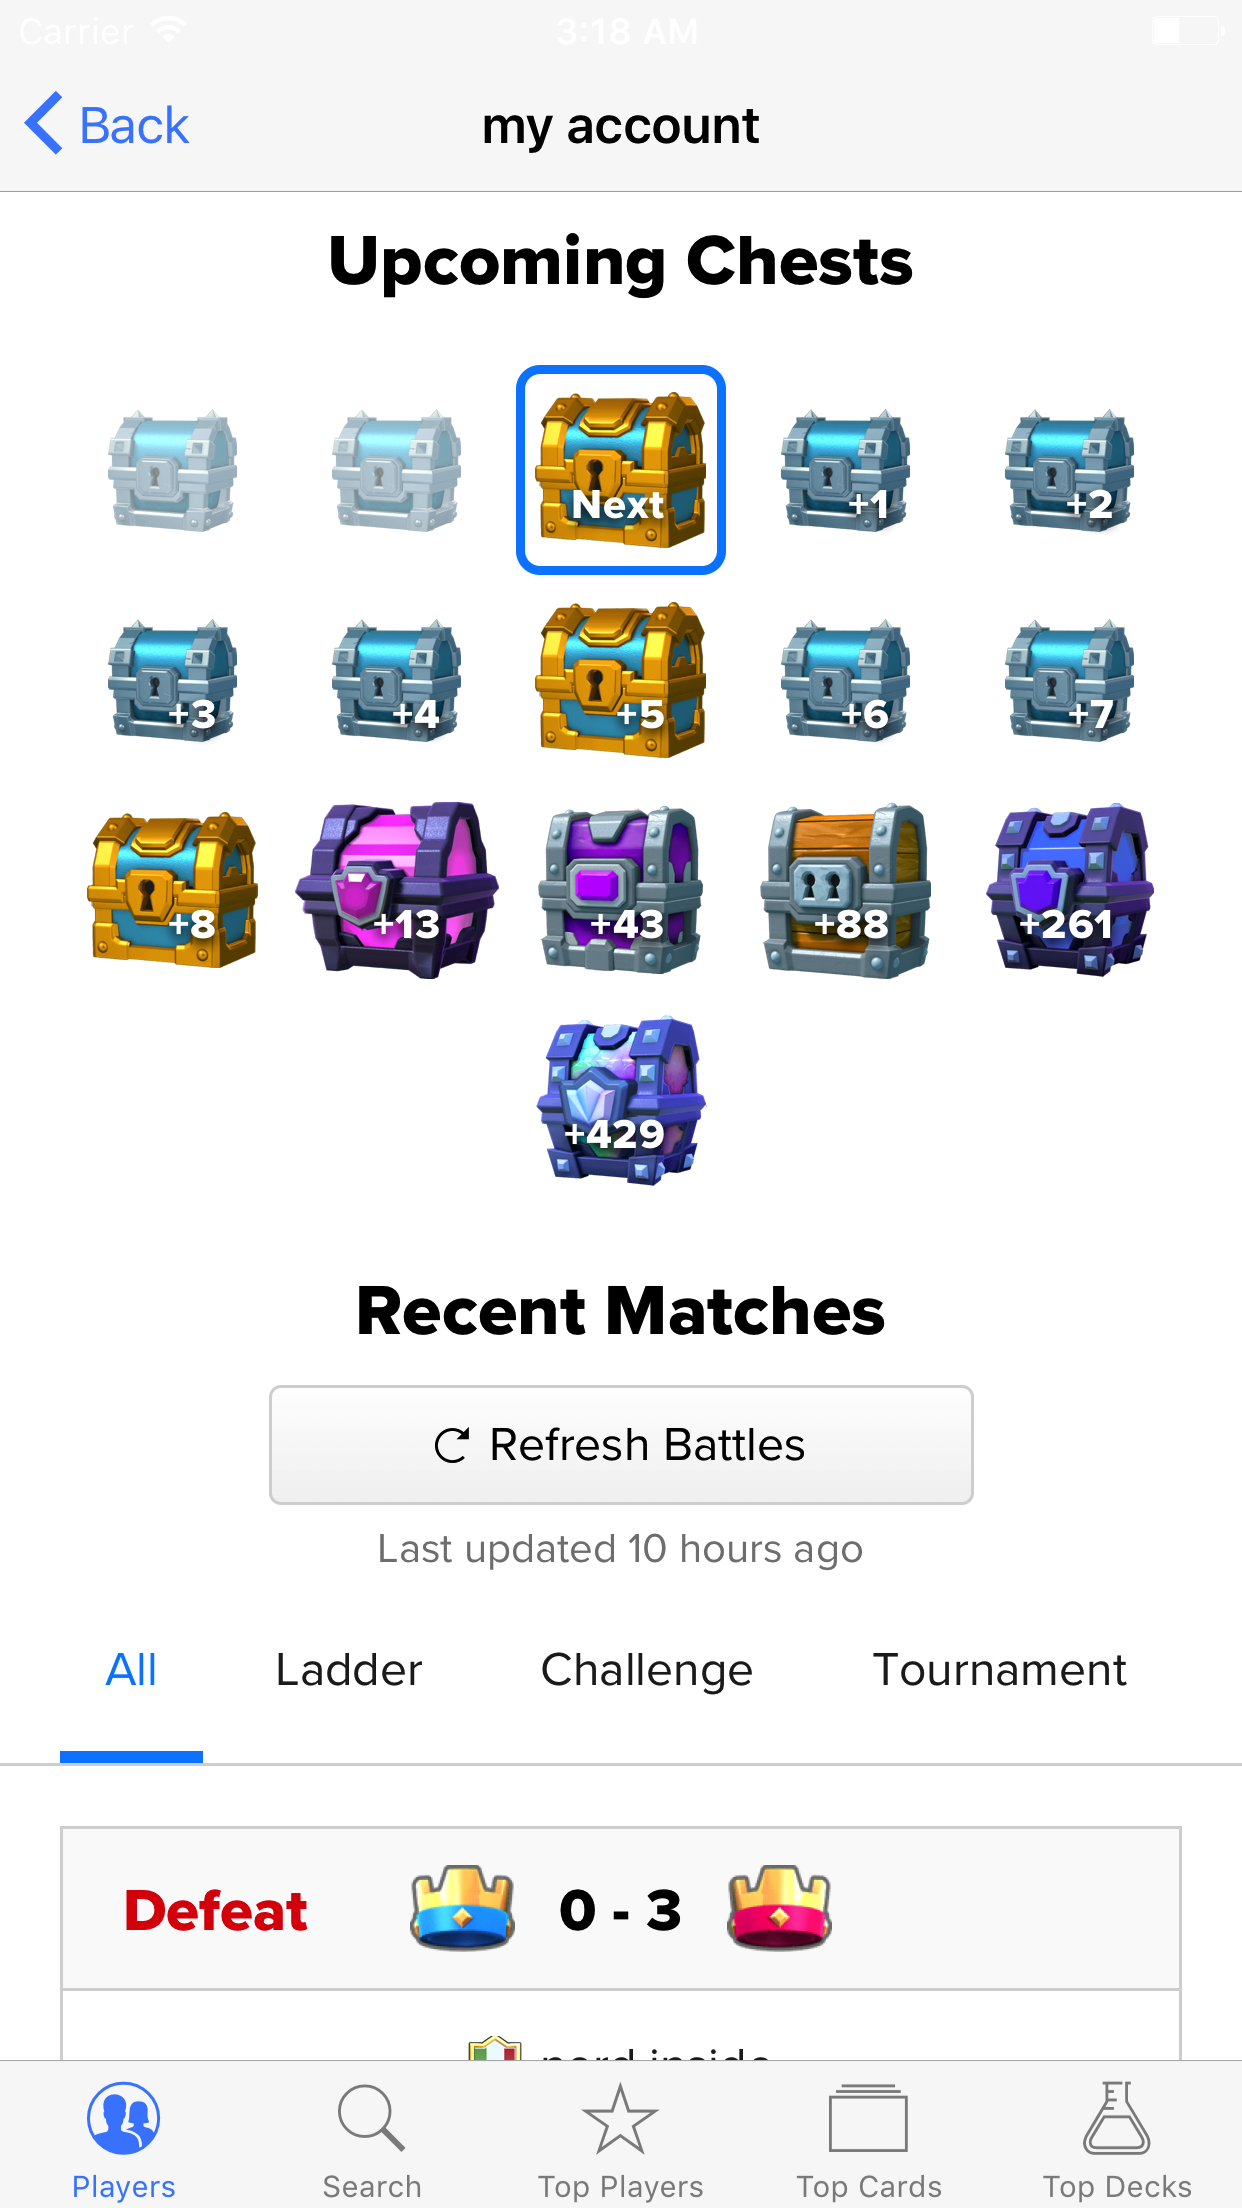 Carrier 3:18 AM
Back my account
Upcoming Chests
Next +1 +2
+3 +4 +5 +6 +7
+8 +13 +43 +88 +261
+429
Recent Matches
Refresh Battles
Last updated 10 hours ago
All Ladder Challenge Tournament
Defeat 0 - 3
nerd inside
Players Search Top Players Top Cards Top Decks